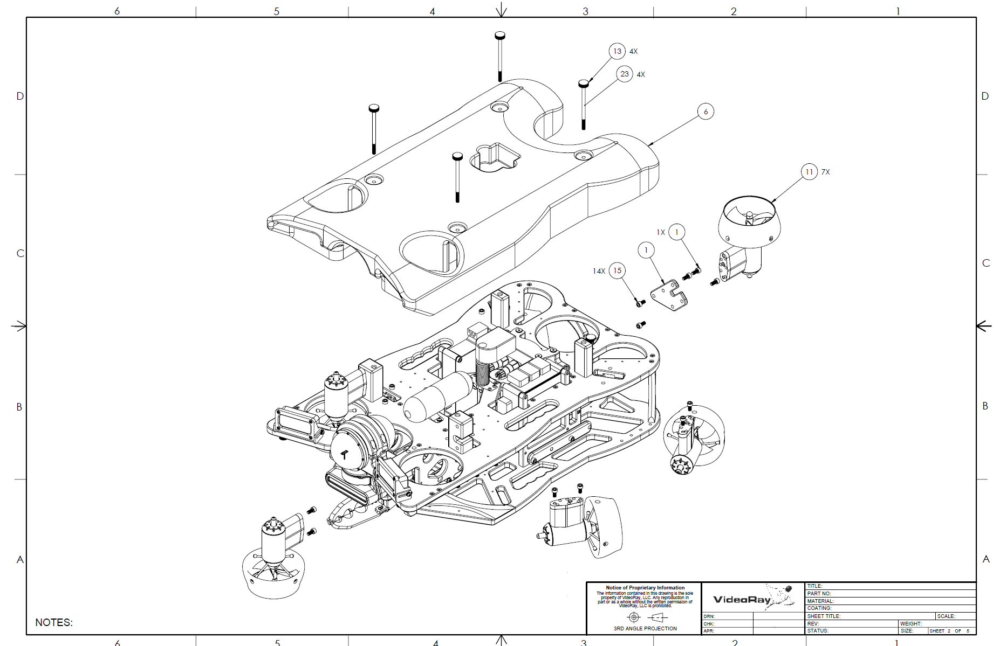 6 5 4 3 2 1
13 4X
23 4X
D D
6
11 7X
1X 1
C 1 C
14X 15
B B
A A
Notice of Proprietary Information
The information contained in this drawing is the sole
property of VideoRay, LLC. Any reproduction in
part or as a whole without the written permission of
VideoRay, LLC is prohibited.
3RD ANGLE PROJECTION
VideoRay
DRN:
CHK:
APR:
TITLE:
PART NO:
MATERIAL:
COATING:
SHEET TITLE: SCALE:
REV: WEIGHT:
STATUS: SIZE: SHEET 2 OF 5
NOTES:
6 5 4 3 2 1